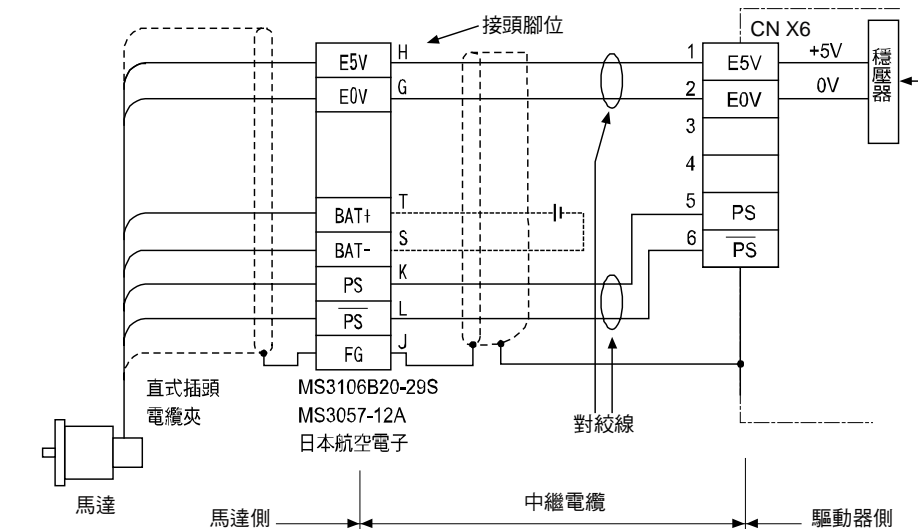 接頭腳位
CN X6
E5V
H
1
E5V
+5V
穩壓器
E0V
G
2
E0V
0V
3
4
BAT+
T
5
PS
BAT-
S
6
PS
PS
K
PS
L
FG
J
直式插頭
電纜夾
MS3106B20-29S
MS3057-12A
日本航空電子
對絞線
馬達
馬達側
中繼電纜
驅動器側